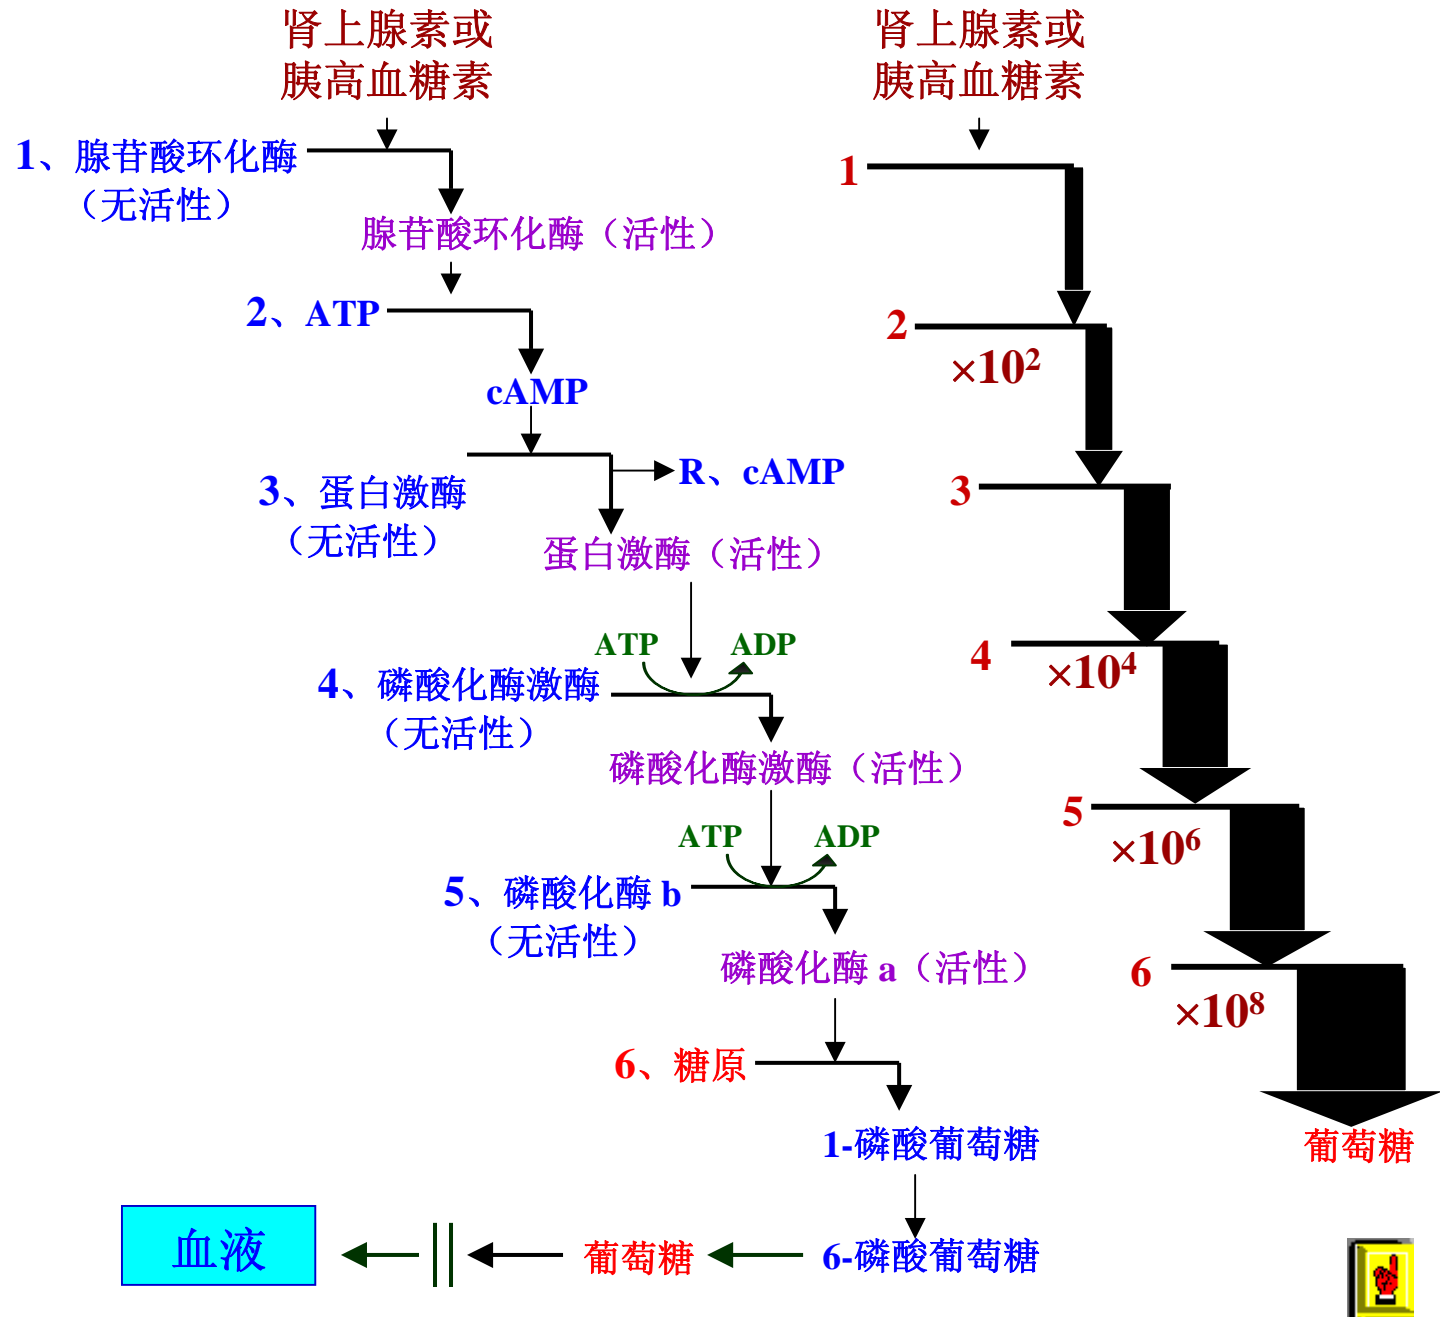 肾上腺素或
胰高血糖素
1、腺苷酸环化酶
（无活性）
腺苷酸环化酶（活性）
2、ATP
cAMP
R、cAMP
3、蛋白激酶
（无活性）
蛋白激酶（活性）
ATP ADP
4、磷酸化酶激酶
（无活性）
磷酸化酶激酶（活性）
ATP ADP
5、磷酸化酶 b
（无活性）
磷酸化酶 a（活性）
6、糖原
1-磷酸葡萄糖
血液 葡萄糖 6-磷酸葡萄糖
肾上腺素或
胰高血糖素
1
2
×10²
3
4
×10⁴
5
×10⁶
6
×10⁸
葡萄糖